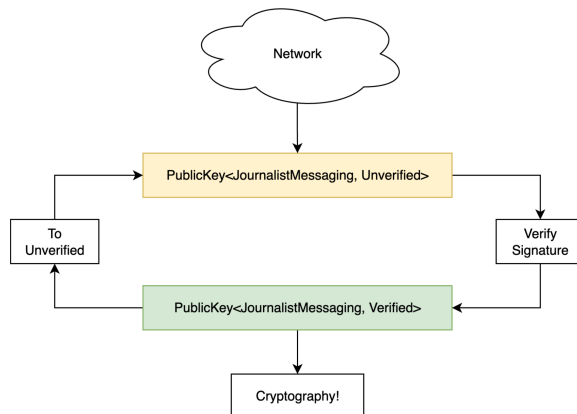 Network
PublicKey<JournalistMessaging, Unverified>
To
Unverified
Verify
Signature
PublicKey<JournalistMessaging, Verified>
Cryptography!